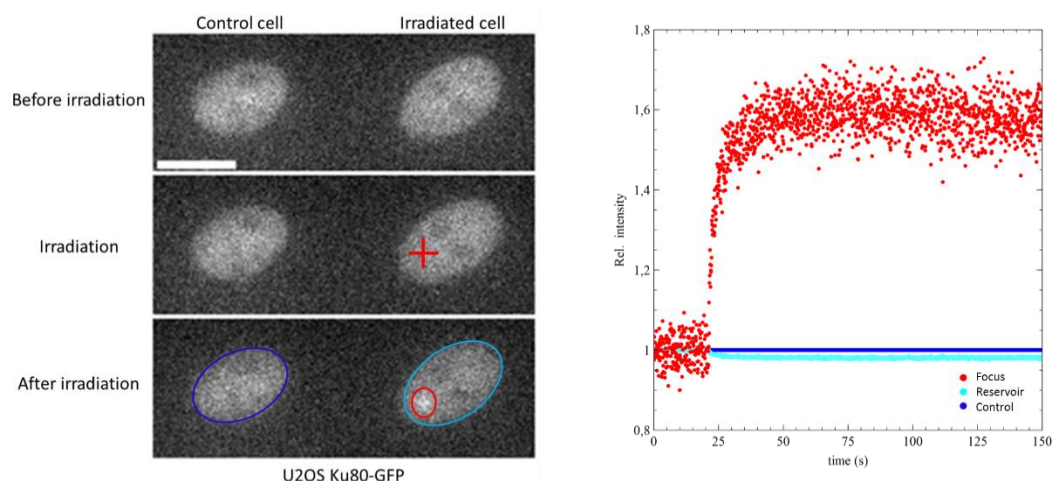 Control cell Irradiated cell
Before irradiation
Irradiation
After irradiation
U2OS Ku80-GFP
1,8
1,6
1,4
1,2
1
0,8
Rel. intensity
Focus
Reservoir
Control
0 25 50 75 100 125 150
time (s)